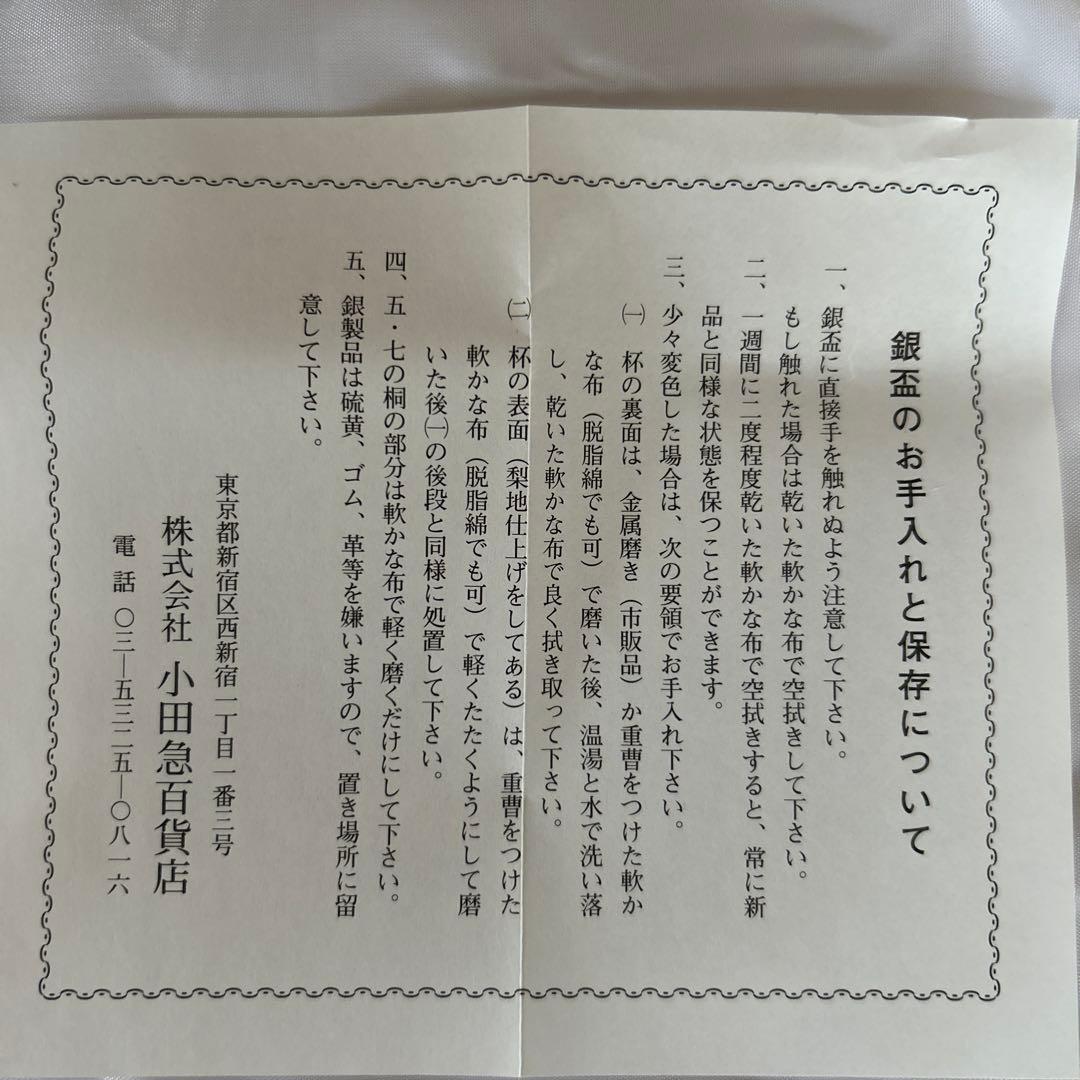 銀盃のお手入れと保存について
一、銀盃に直接手を触れぬよう注意して下さい。
もし触れた場合は乾いた軟かな布で空拭きして下さい。
二、一週間に二度程度乾いた軟かな布で空拭きすると、常に新
品と同様な状態を保つことができます。
三、少々変色した場合は、次の要領でお手入れ下さい。
㈠ 杯の裏面は、金属磨き（市販品）か重曹をつけた軟か
な布（脱脂綿でも可）で磨いた後、温湯と水で洗い落
し、乾いた軟かな布で良く拭き取って下さい。
㈡ 杯の表面（梨地仕上げをしてある）は、重曹をつけた
軟かな布（脱脂綿でも可）で軽くたたくようにして磨
いた後㈠の後段と同様に処置して下さい。
四、五・七の桐の部分は軟かな布で軽く磨くだけにして下さい。
五、銀製品は硫黄、ゴム、革等を嫌いますので、置き場所に留
意して下さい。
東京都新宿区西新宿一丁目一番三号
株式会社 小田急百貨店
電話 〇三―五三二五―〇八一六